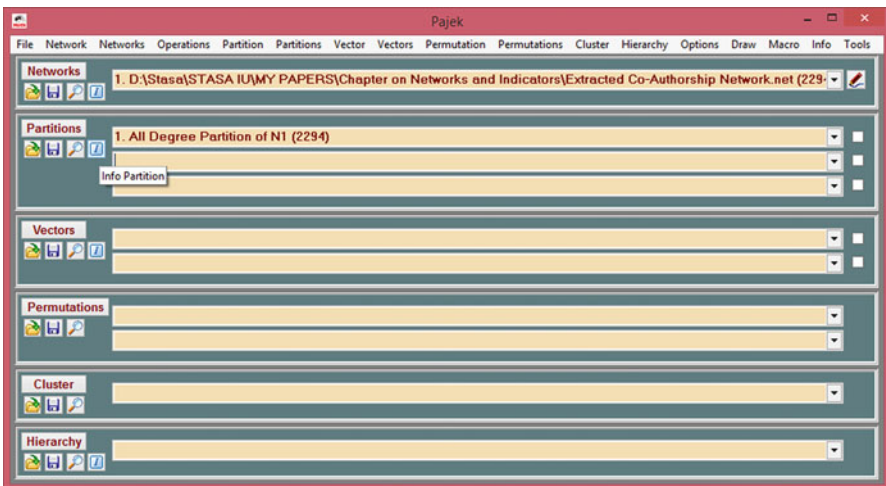 Pajek
File Network Networks Operations Partition Partitions Vector Vectors Permutation Permutations Cluster Hierarchy Options Draw Macro Info Tools
Networks
1. D:\Stasa\STASA IU\MY PAPERS\Chapter on Networks and Indicators\Extracted Co-Authorship Network.net (229
Partitions
1. All Degree Partition of N1 (2294)
Info Partition
Vectors
Permutations
Cluster
Hierarchy